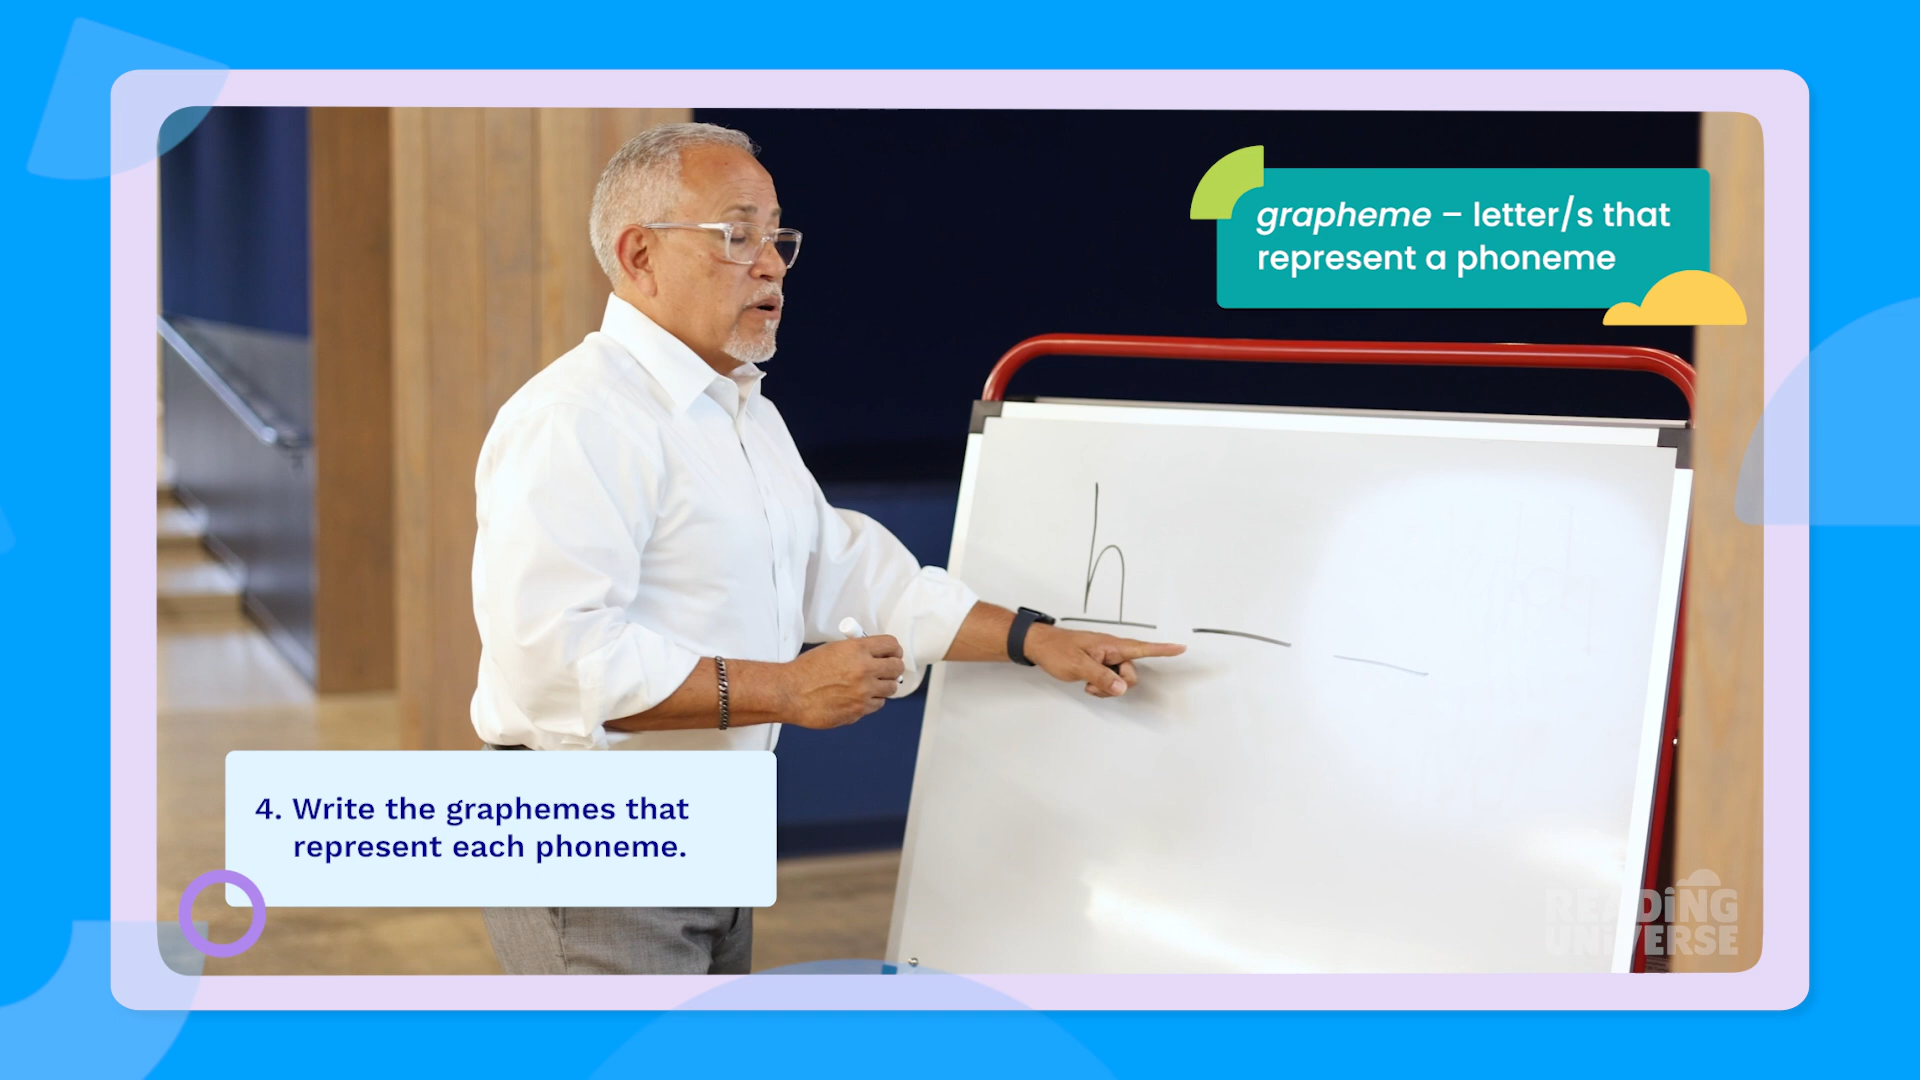 grapheme – letter/s that
represent a phoneme
h
4. Write the graphemes that
represent each phoneme.
READING
UNIVERSE